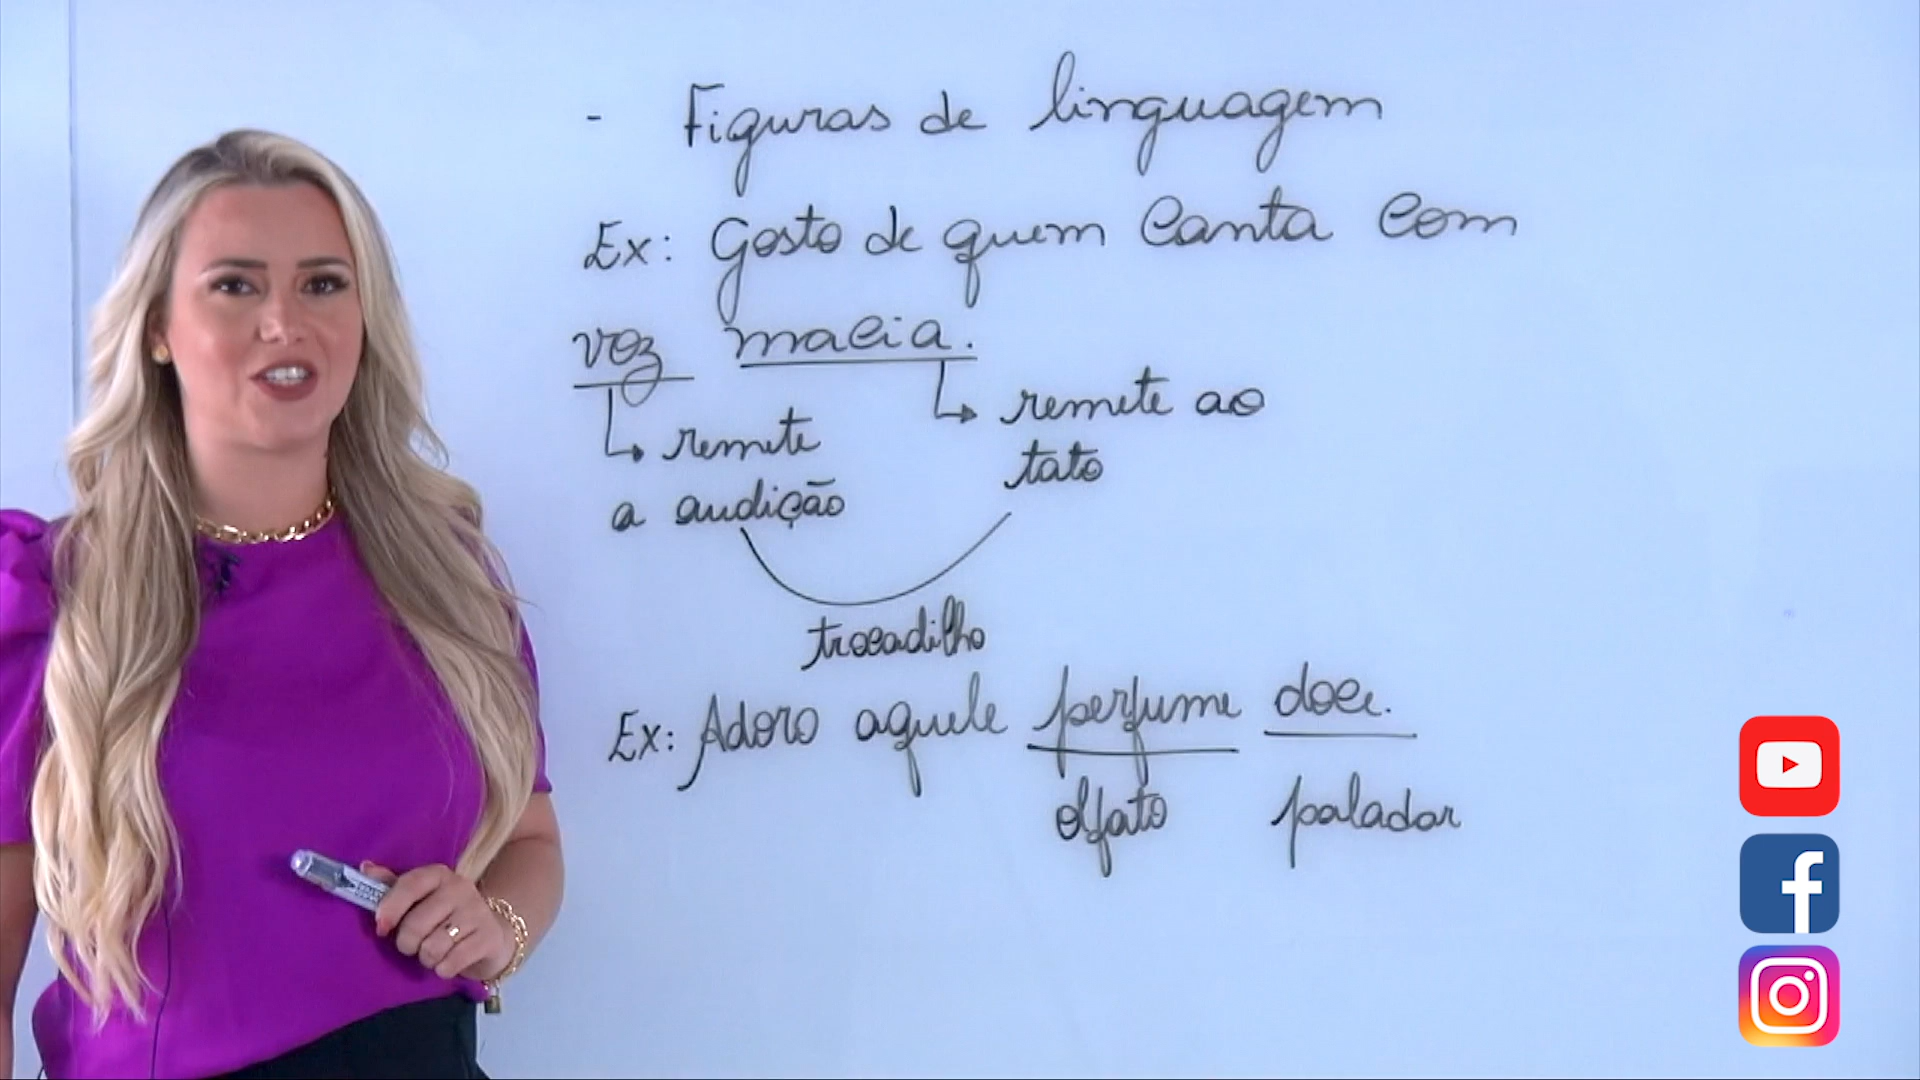 - Figuras de linguagem
Ex: Gosto de quem canta com
voz macia.
remete ao
tato
remete
a audição
trocadilho
Ex: Adoro aquele perfume doce.
olfato paladar